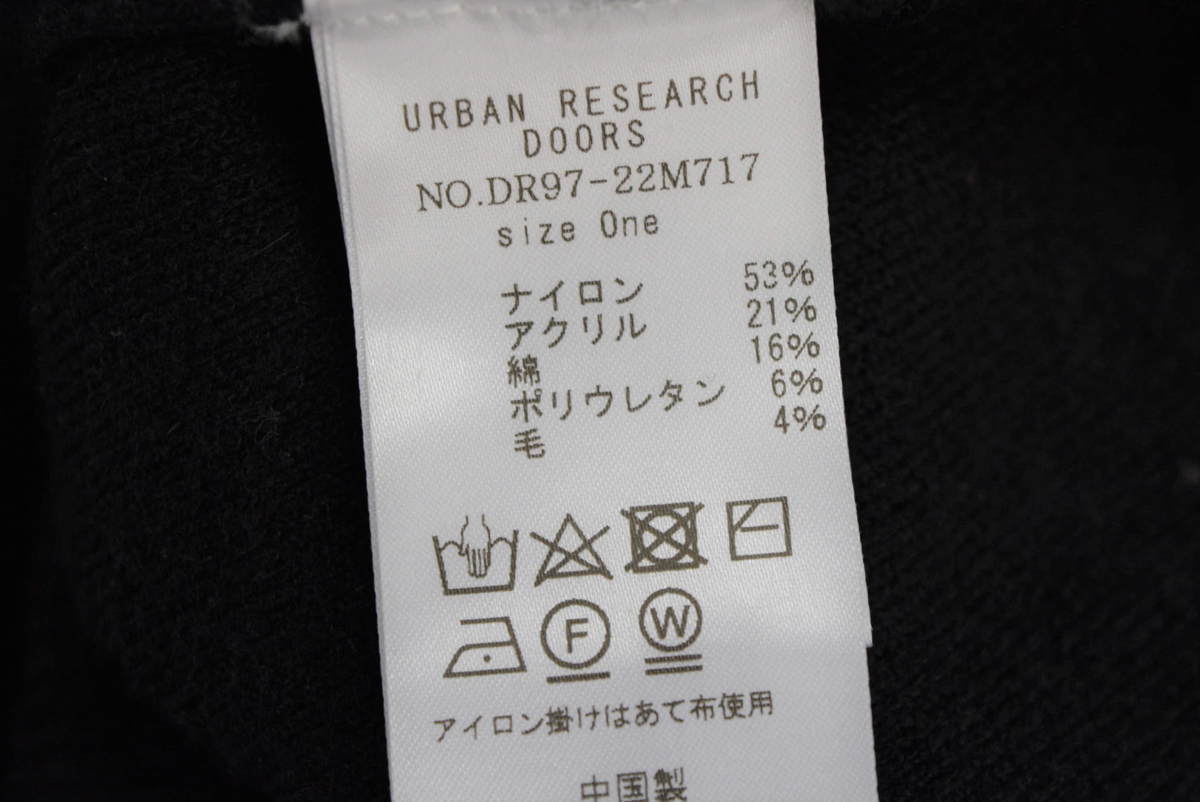 URBAN RESEARCH
DOORS
NO.DR97-22M717
size One
ナイロン 53%
アクリル 21%
綿 16%
ポリウレタン 6%
毛 4%
F W
アイロン掛けはあて布使用
中国製